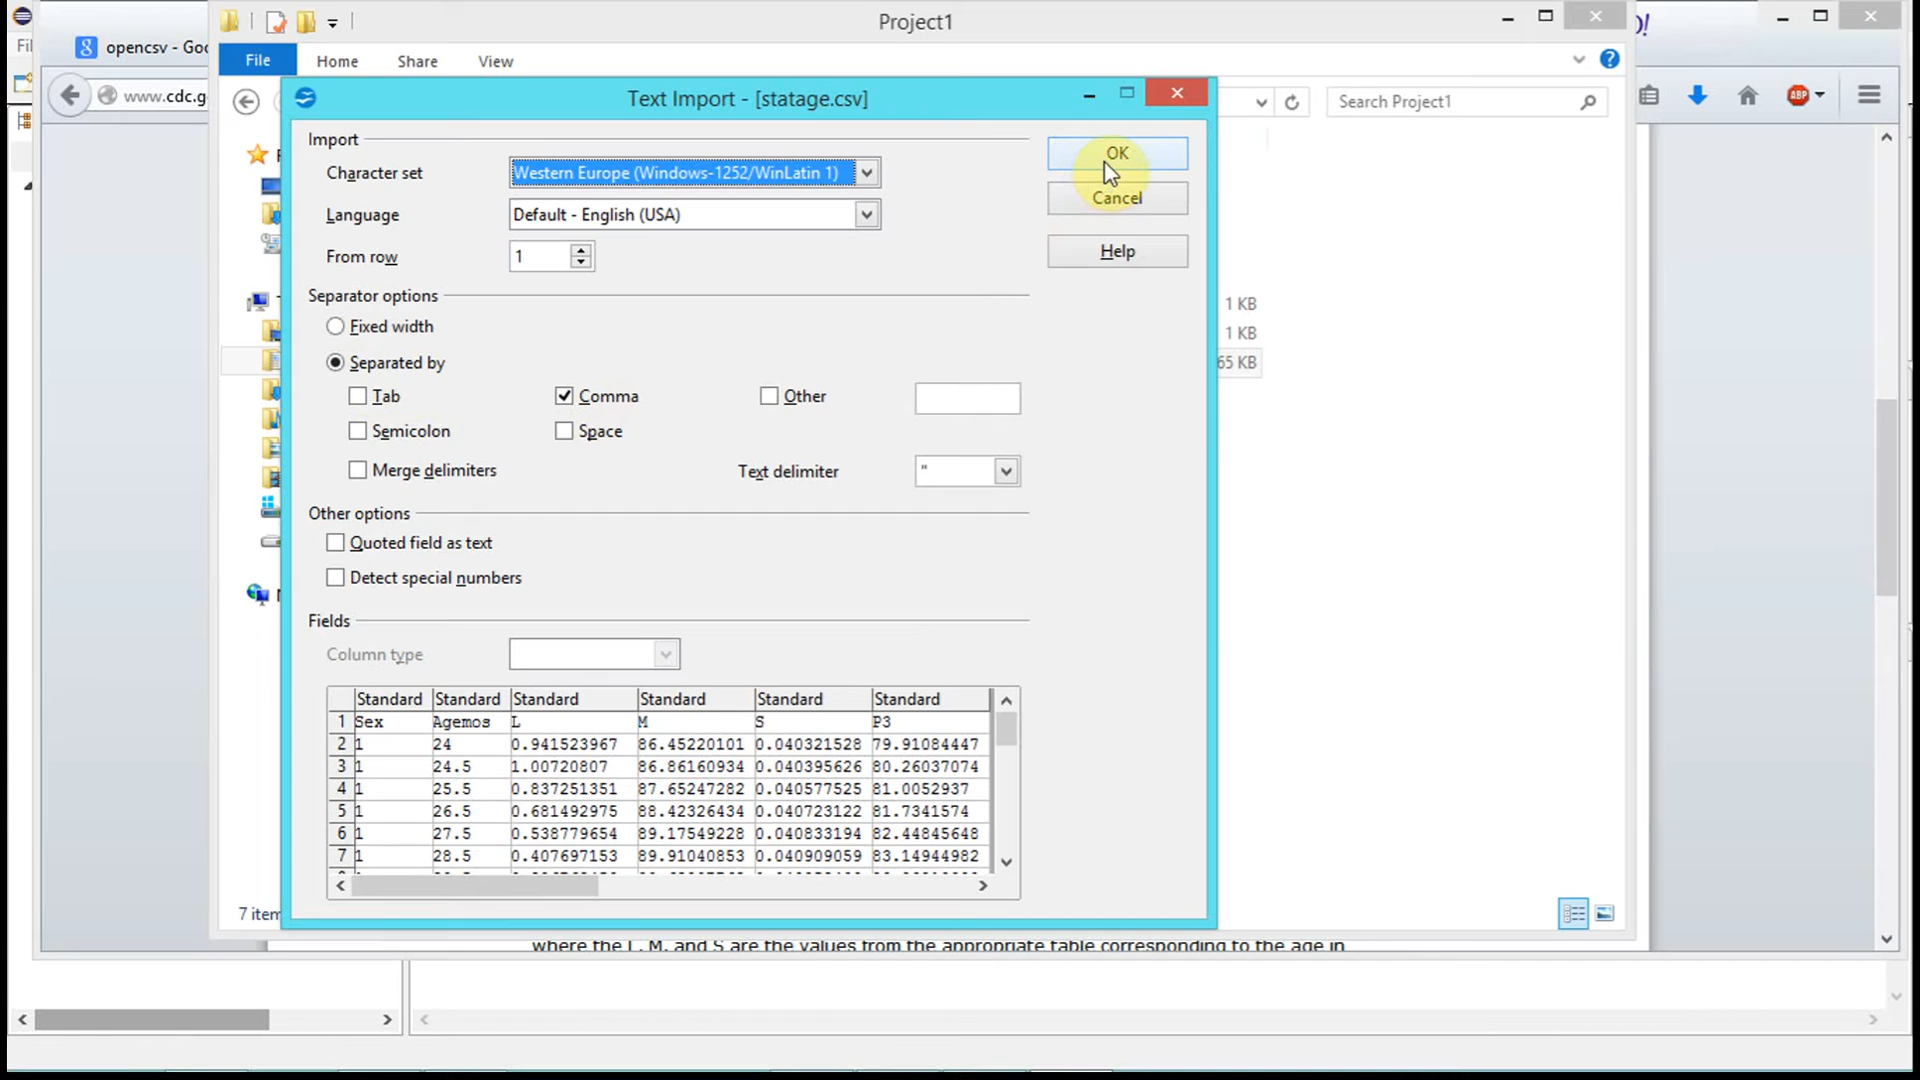 Project1
opencsv - Goo
File Home Share View
www.cdc.g
Search Project1
Text Import - [statage.csv]
Import
OK
Character set Western Europe (Windows-1252/WinLatin 1)
Cancel
Language Default - English (USA)
From row 1
Help
Separator options
Fixed width
1 KB
1 KB
Separated by
65 KB
Tab Comma Other
Semicolon Space
Merge delimiters Text delimiter "
Other options
Quoted field as text
Detect special numbers
Fields
Column type
Standard Standard Standard Standard Standard Standard
1 Sex Agemos L M S P3
2 1 24 0.941523967 86.45220101 0.040321528 79.91084447
3 1 24.5 1.00720807 86.86160934 0.040395626 80.26037074
4 1 25.5 0.837251351 87.65247282 0.040577525 81.0052937
5 1 26.5 0.681492975 88.42326434 0.040723122 81.7341574
6 1 27.5 0.538779654 89.17549228 0.040833194 82.44845648
7 1 28.5 0.407697153 89.91040853 0.040909059 83.14944982
7 item
where the L, M, and S are the values from the appropriate table corresponding to the age in